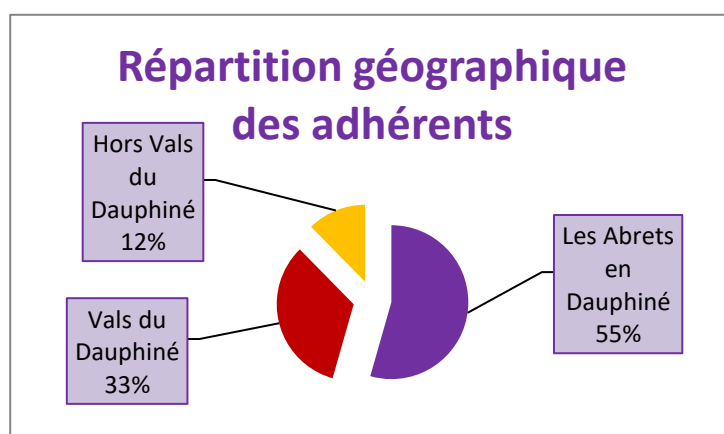 Répartition géographique
des adhérents
Hors Vals
du
Dauphiné
12%
Les Abrets
en
Dauphiné
55%
Vals du
Dauphiné
33%